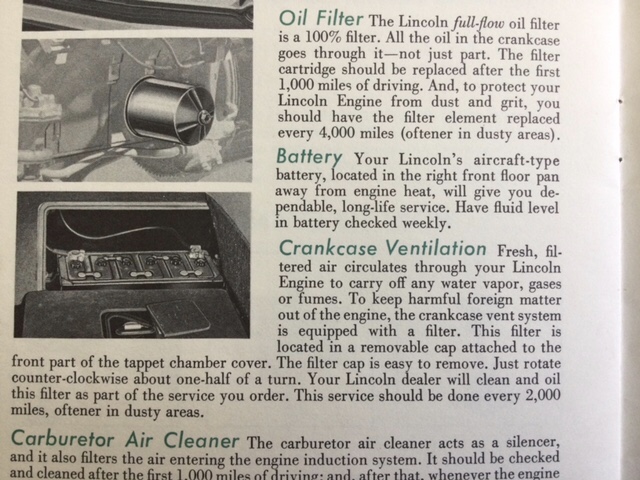 Oil Filter The Lincoln full-flow oil filter
is a 100% filter. All the oil in the crankcase
goes through it—not just part. The filter
cartridge should be replaced after the first
1,000 miles of driving. And, to protect your
Lincoln Engine from dust and grit, you
should have the filter element replaced
every 4,000 miles (oftener in dusty areas).
Battery Your Lincoln's aircraft-type
battery, located in the right front floor pan
away from engine heat, will give you de-
pendable, long-life service. Have fluid level
in battery checked weekly.
Crankcase Ventilation Fresh, fil-
tered air circulates through your Lincoln
Engine to carry off any water vapor, gases
or fumes. To keep harmful foreign matter
out of the engine, the crankcase vent system
is equipped with a filter. This filter is
located in a removable cap attached to the
front part of the tappet chamber cover. The filter cap is easy to remove. Just rotate
counter-clockwise about one-half of a turn. Your Lincoln dealer will clean and oil
this filter as part of the service you order. This service should be done every 2,000
miles, oftener in dusty areas.
Carburetor Air Cleaner The carburetor air cleaner acts as a silencer,
and it also filters the air entering the engine induction system. It should be checked
and cleaned after the first 1,000 miles of driving; and, after that, whenever the engine